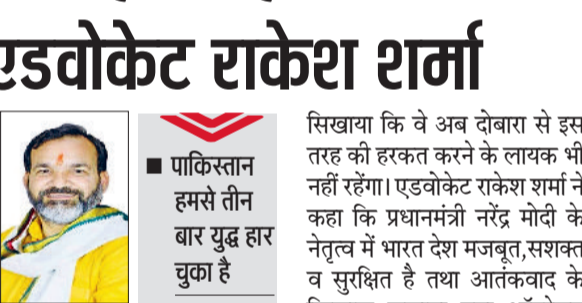 एडवोकेट राकेश शर्मा
■ पाकिस्तान
हमसे तीन
बार युद्ध हार
चुका है
सिखाया कि वे अब दोबारा से इस
तरह की हरकत करने के लायक भी
नहीं रहेंगा। एडवोकेट राकेश शर्मा ने
कहा कि प्रधानमंत्री नरेंद्र मोदी के
नेतृत्व में भारत देश मजबूत,सशक्त
व सुरक्षित है तथा आतंकवाद के